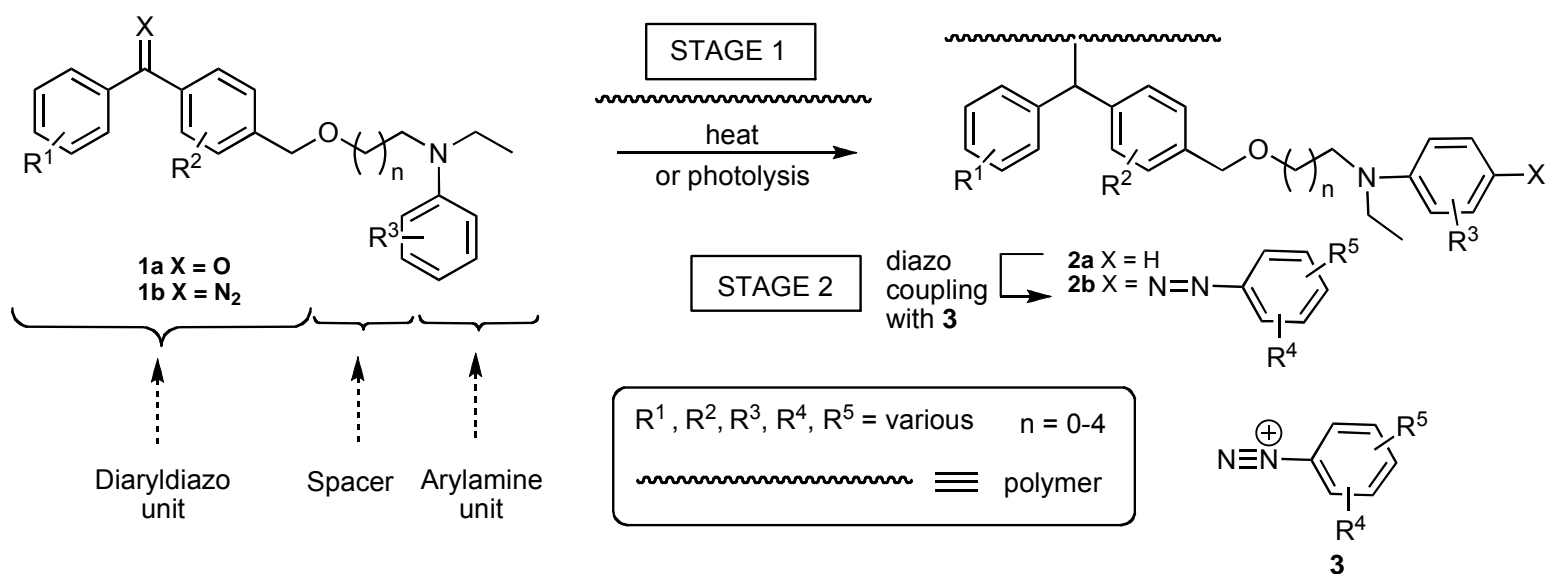 X
R¹
R²
O
( )n
N
R³
1a X = O
1b X = N₂
Diaryldiazo
unit
Spacer
Arylamine
unit
STAGE 1
heat
or photolysis
R¹
R²
O
( )n
N
X
R³
STAGE 2
diazo
coupling
with 3
2a X = H
2b X = N=N
R⁵
R⁴
R¹ , R², R³, R⁴, R⁵ = various n = 0-4
≡ polymer
N≡N
⊕
R⁵
R⁴
3